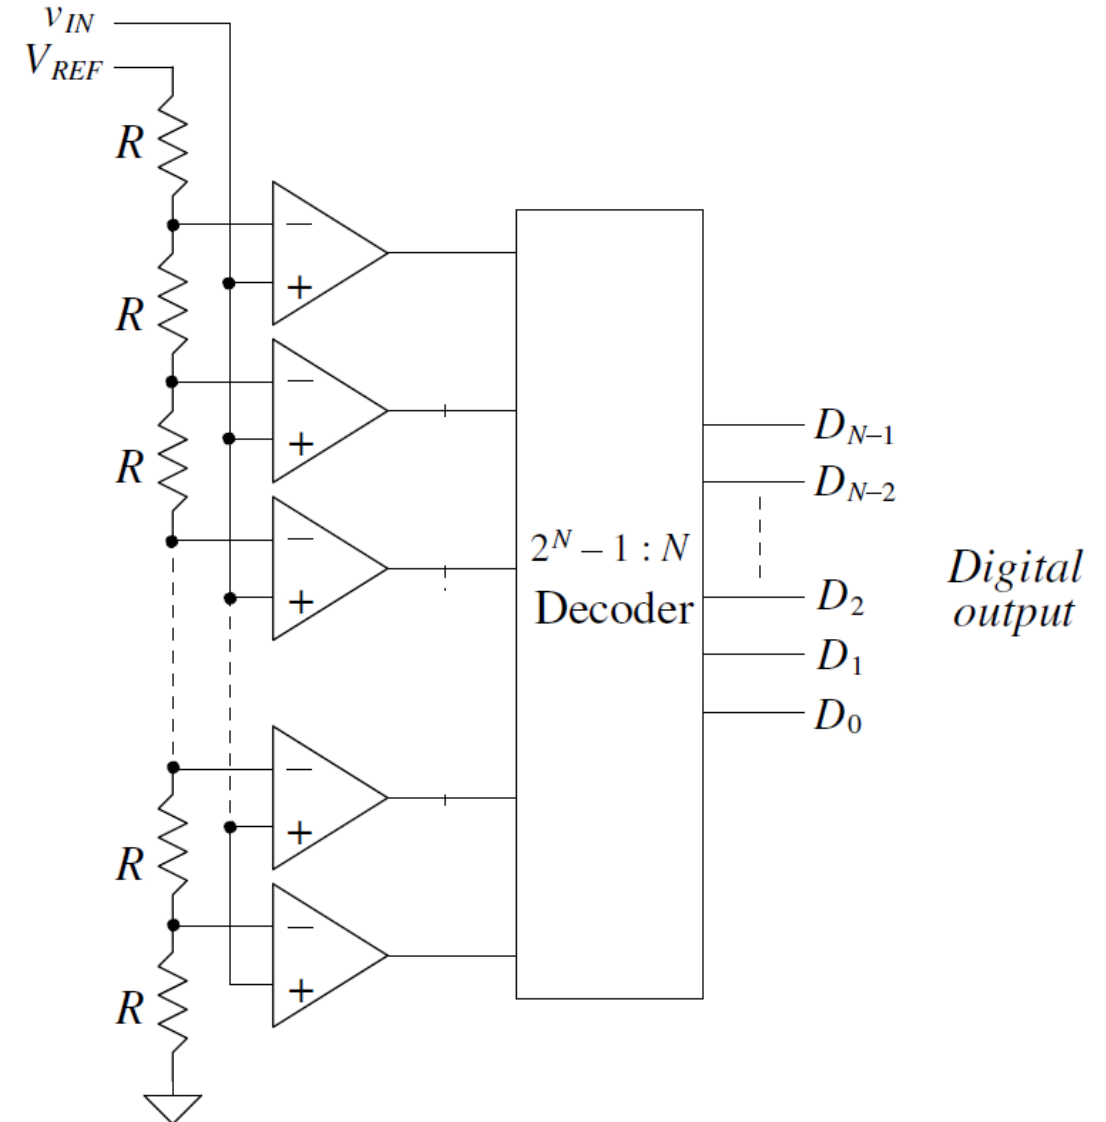 v_IN
V_REF
R
−
+
R
−
+
R
−
+
2^N – 1 : N
Decoder
D_N–1
D_N–2
D_2
D_1
D_0
Digital
output
−
+
R
−
+
R